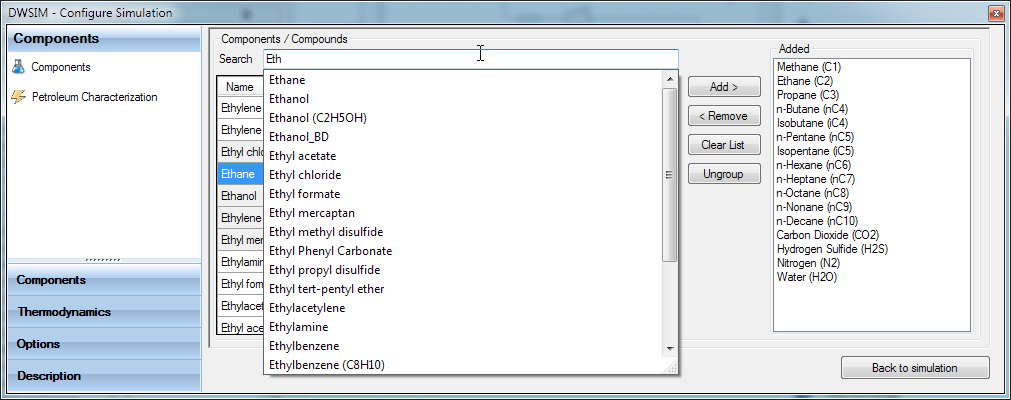 DWSIM - Configure Simulation
Components
Components
Petroleum Characterization
Components
Thermodynamics
Options
Description
Components / Compounds
Search
Eth
Name
Ethylene
Ethylene
Ethyl chlo
Ethane
Ethanol
Ethylene
Ethyl mer
Ethylamin
Ethyl form
Ethylacet
Ethyl ace
Ethane
Ethanol
Ethanol (C2H5OH)
Ethanol_BD
Ethyl acetate
Ethyl chloride
Ethyl formate
Ethyl mercaptan
Ethyl methyl disulfide
Ethyl Phenyl Carbonate
Ethyl propyl disulfide
Ethyl tert-pentyl ether
Ethylacetylene
Ethylamine
Ethylbenzene
Ethylbenzene (C8H10)
Add >
< Remove
Clear List
Ungroup
Added
Methane (C1)
Ethane (C2)
Propane (C3)
n-Butane (nC4)
Isobutane (iC4)
n-Pentane (nC5)
Isopentane (iC5)
n-Hexane (nC6)
n-Heptane (nC7)
n-Octane (nC8)
n-Nonane (nC9)
n-Decane (nC10)
Carbon Dioxide (CO2)
Hydrogen Sulfide (H2S)
Nitrogen (N2)
Water (H2O)
Back to simulation